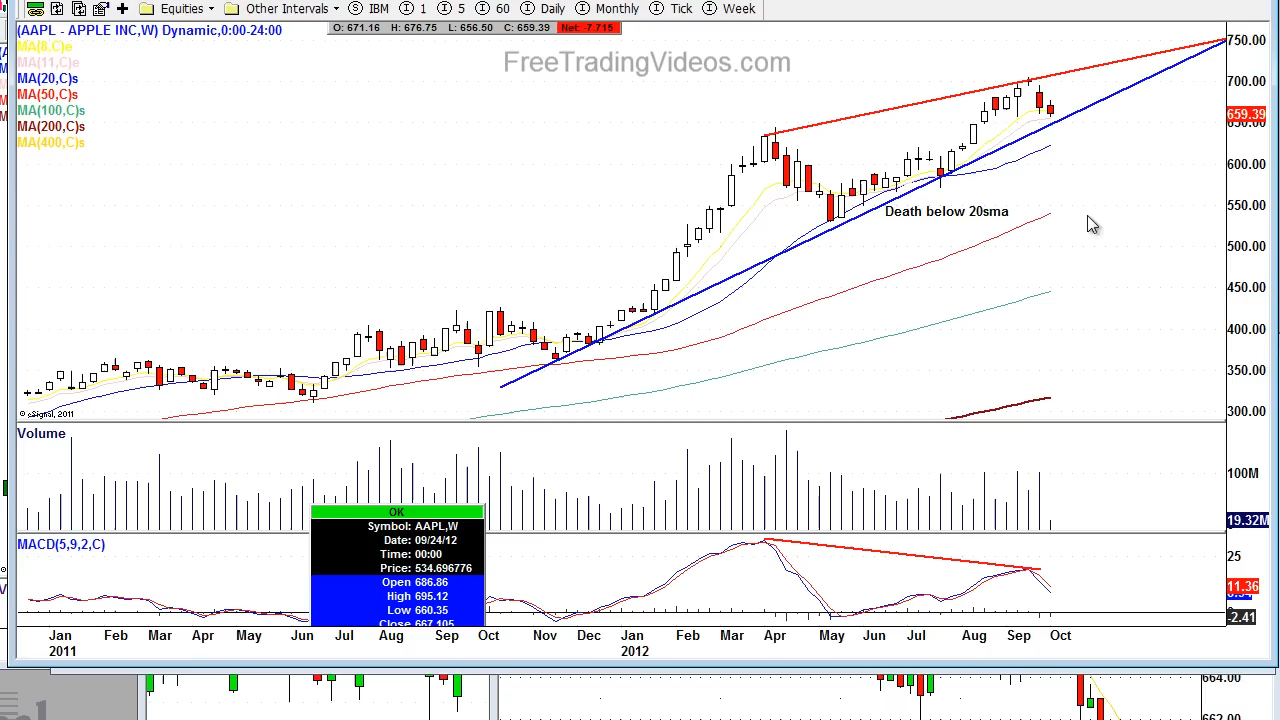 Equities Other Intervals IBM 1 5 60 Daily Monthly Tick Week
(AAPL - APPLE INC,W) Dynamic,0:00-24:00
O: 671.16 H: 676.75 L: 656.50 C: 659.39 Net: -7.715
MA(8,C)e
MA(11,C)e
MA(20,C)s
MA(50,C)s
MA(100,C)s
MA(200,C)s
MA(400,C)s
FreeTradingVideos.com
750.00
700.00
659.39
650.00
600.00
550.00
Death below 20sma
500.00
450.00
400.00
350.00
300.00
© eSignal, 2011
Volume
100M
19.32M
OK
Symbol: AAPL,W
Date: 09/24/12
Time: 00:00
Price: 534.696776
Open 686.86
High 695.12
Low 660.35
Close 667.105
MACD(5,9,2,C)
25
11.36
-2.41
Jan Feb Mar Apr May Jun Jul Aug Sep Oct Nov Dec Jan Feb Mar Apr May Jun Jul Aug Sep Oct
2011 2012
664.00
662.00